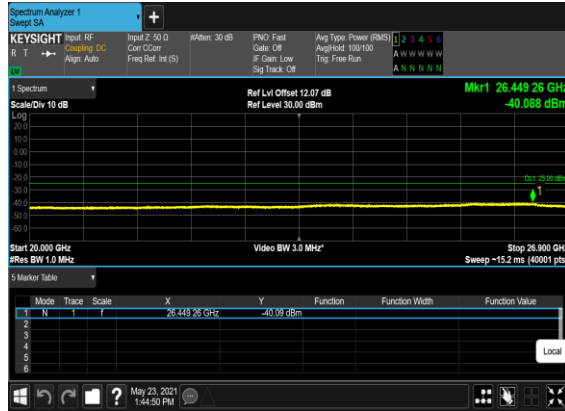 Spectrum Analyzer 1
Swept SA
+
KEYSIGHT Input: RF Input Z: 50 Ω #Atten: 30 dB PNO: Fast Avg Type: Power (RMS) 1 2 3 4 5 6
R T Coupling: DC Corr CCorr Gate: Off Avg|Hold: 100/100 A W W W W W
Align: Auto Freq Ref: Int (S) IF Gain: Low Trig: Free Run
Sig Track: Off A N N N N N
1 Spectrum Ref Lvl Offset 12.07 dB Mkr1 26.449 26 GHz
Scale/Div 10 dB Ref Level 30.00 dBm -40.088 dBm
Log
20.0
10.0
0.00
-10.0
-20.0 DL1 -25.00 dBm
-30.0 1
-40.0
-50.0
-60.0
Start 20.000 GHz Video BW 3.0 MHz* Stop 26.900 GHz
#Res BW 1.0 MHz Sweep ~15.2 ms (40001 pts)
5 Marker Table
Mode Trace Scale X Y Function Function Width Function Value
1 N 1 f 26.449 26 GHz -40.09 dBm
2
3
4
5
6
Local
? May 23, 2021
1:44:50 PM